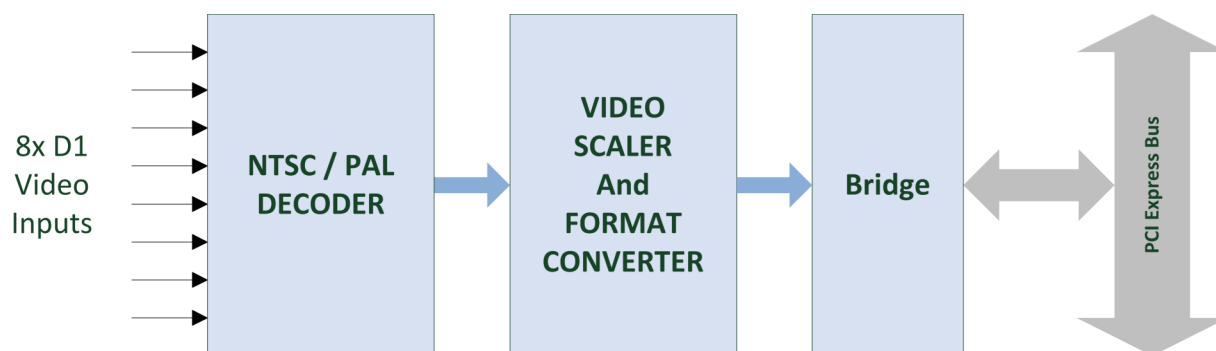 8x D1
Video
Inputs
NTSC / PAL
DECODER
VIDEO
SCALER
And
FORMAT
CONVERTER
Bridge
PCI Express Bus